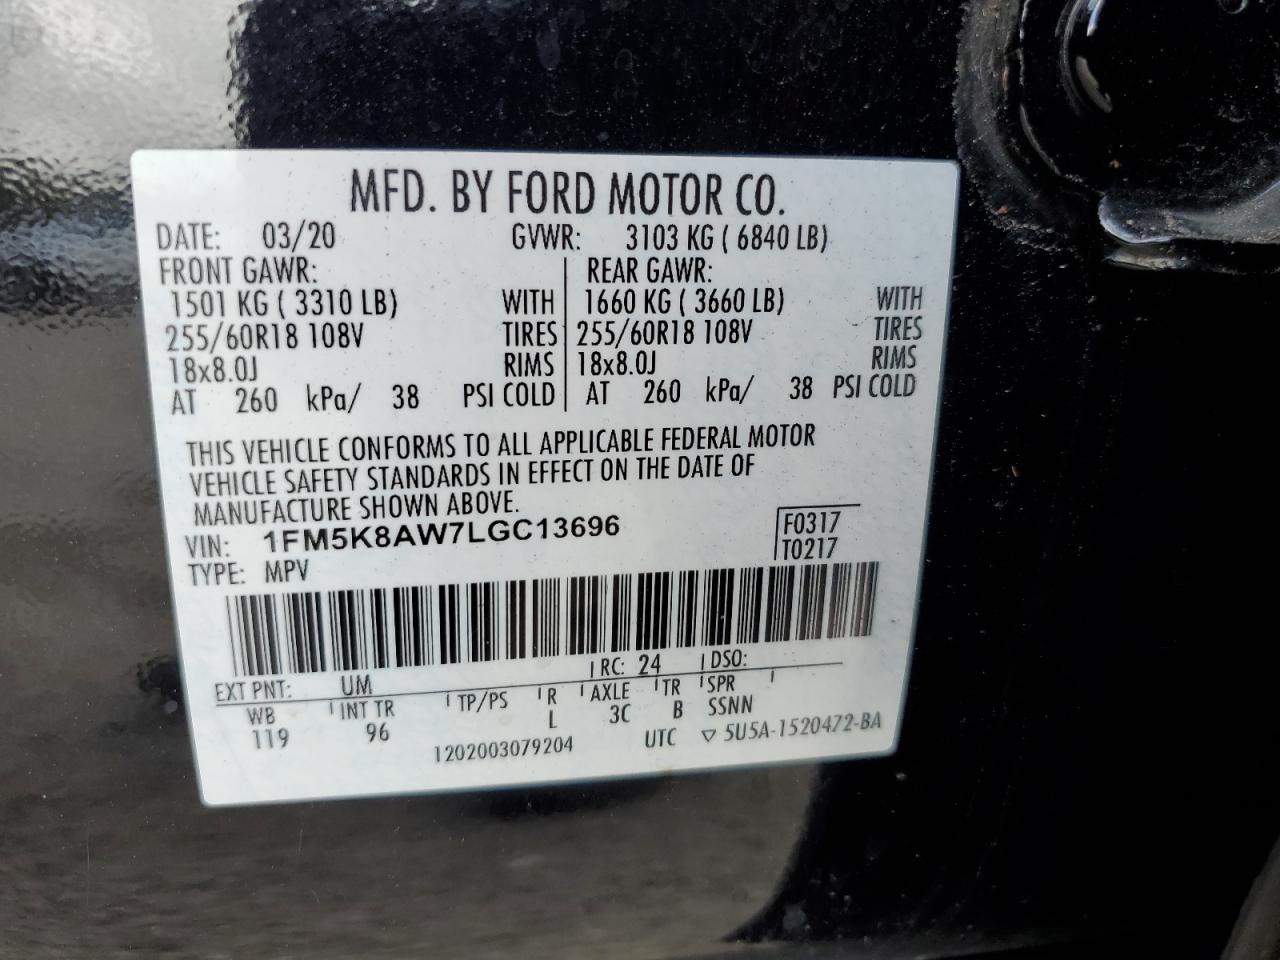 MFD. BY FORD MOTOR CO.
DATE: 03/20 GVWR: 3103 KG ( 6840 LB)
FRONT GAWR: REAR GAWR:
1501 KG ( 3310 LB) WITH 1660 KG ( 3660 LB) WITH
255/60R18 108V TIRES 255/60R18 108V TIRES
18x8.0J RIMS 18x8.0J RIMS
AT 260 kPa/ 38 PSI COLD AT 260 kPa/ 38 PSI COLD
THIS VEHICLE CONFORMS TO ALL APPLICABLE FEDERAL MOTOR
VEHICLE SAFETY STANDARDS IN EFFECT ON THE DATE OF
MANUFACTURE SHOWN ABOVE.
VIN: 1FM5K8AW7LGC13696 F0317
TYPE: MPV T0217
EXT PNT: UM RC: 24 DSO:
WB INT TR TP/PS R AXLE TR SPR
119 96 L 3C B SSNN
1202003079204 UTC ▽ 5U5A-1520472-BA